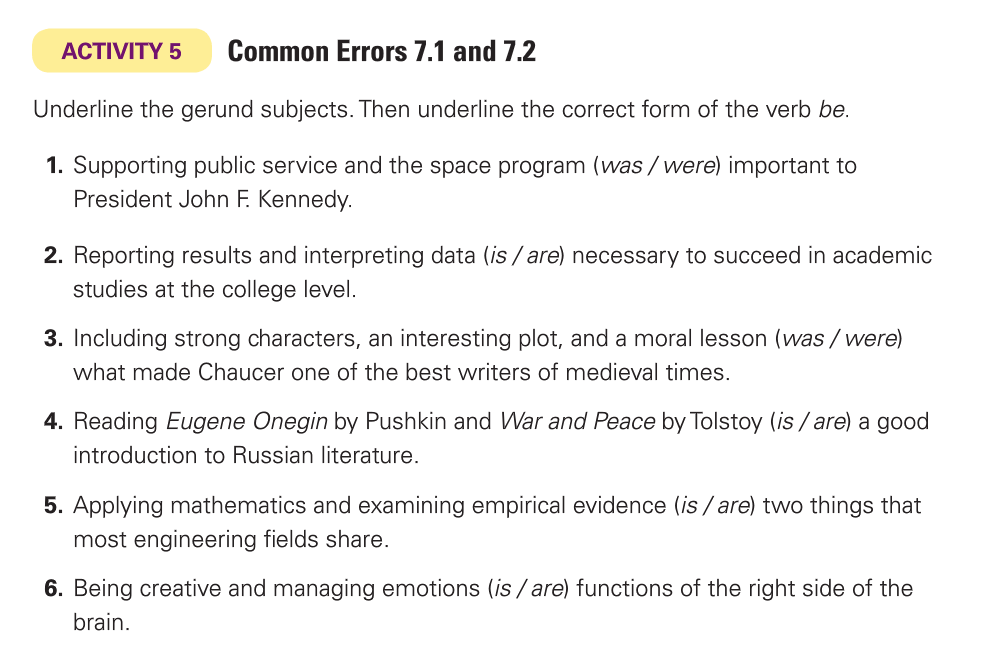 ACTIVITY 5 Common Errors 7.1 and 7.2
Underline the gerund subjects. Then underline the correct form of the verb be.
1. Supporting public service and the space program (was / were) important to
President John F. Kennedy.
2. Reporting results and interpreting data (is / are) necessary to succeed in academic
studies at the college level.
3. Including strong characters, an interesting plot, and a moral lesson (was / were)
what made Chaucer one of the best writers of medieval times.
4. Reading Eugene Onegin by Pushkin and War and Peace by Tolstoy (is / are) a good
introduction to Russian literature.
5. Applying mathematics and examining empirical evidence (is / are) two things that
most engineering fields share.
6. Being creative and managing emotions (is / are) functions of the right side of the
brain.